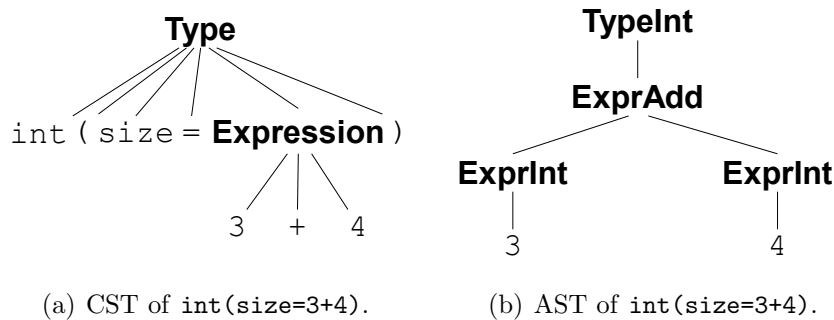 Type
int ( size = Expression )
3 + 4
(a) CST of int(size=3+4).
TypeInt
ExprAdd
ExprInt ExprInt
3 4
(b) AST of int(size=3+4).